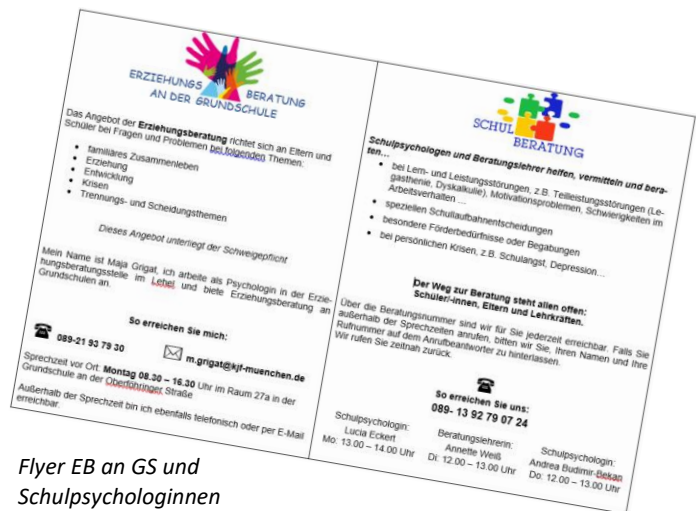 ERZIEHUNGS BERATUNG
AN DER GRUNDSCHULE
Das Angebot der Erziehungsberatung richtet sich an Eltern und
Schüler bei Fragen und Problemen bei folgenden Themen:
• familiäres Zusammenleben
• Erziehung
• Entwicklung
• Krisen
• Trennungs- und Scheidungsthemen
Dieses Angebot unterliegt der Schweigepflicht
Mein Name ist Maja Grigat, ich arbeite als Psychologin in der Erzie-
hungsberatungsstelle im Lehel und biete Erziehungsberatung an
Grundschulen an.
So erreichen Sie mich:
089-21 93 79 30
m.grigat@kjf-muenchen.de
Sprechzeit vor Ort: Montag 08.30 – 16.30 Uhr im Raum 27a in der
Grundschule an der Oberföhringer Straße
Außerhalb der Sprechzeit bin ich ebenfalls telefonisch oder per E-Mail
erreichbar.
SCHUL
BERATUNG
Schulpsychologen und Beratungslehrer helfen, vermitteln und bera-
ten…
• bei Lern- und Leistungsstörungen, z.B. Teilleistungsstörungen (Le-
gasthenie, Dyskalkulie), Motivationsproblemen, Schwierigkeiten im
Arbeitsverhalten …
• speziellen Schullaufbahnentscheidungen
• besondere Förderbedürfnisse oder Begabungen
• bei persönlichen Krisen, z.B. Schulangst, Depression…
Der Weg zur Beratung steht allen offen:
Schüler/-innen, Eltern und Lehrkräften.
Über die Beratungsnummer sind wir für Sie jederzeit erreichbar. Falls Sie
außerhalb der Sprechzeiten anrufen, bitten wir Sie, Ihren Namen und Ihre
Rufnummer auf dem Anrufbeantworter zu hinterlassen.
Wir rufen Sie zeitnah zurück.
So erreichen Sie uns:
089- 13 92 79 07 24
Schulpsychologin:
Lucia Eckert
Mo: 13.00 – 14.00 Uhr
Beratungslehrerin:
Annette Weiß
Di: 12.00 – 13.00 Uhr
Schulpsychologin:
Andrea Budimir-Bekan
Do: 12.00 – 13.00 Uhr
Flyer EB an GS und
Schulpsychologinnen